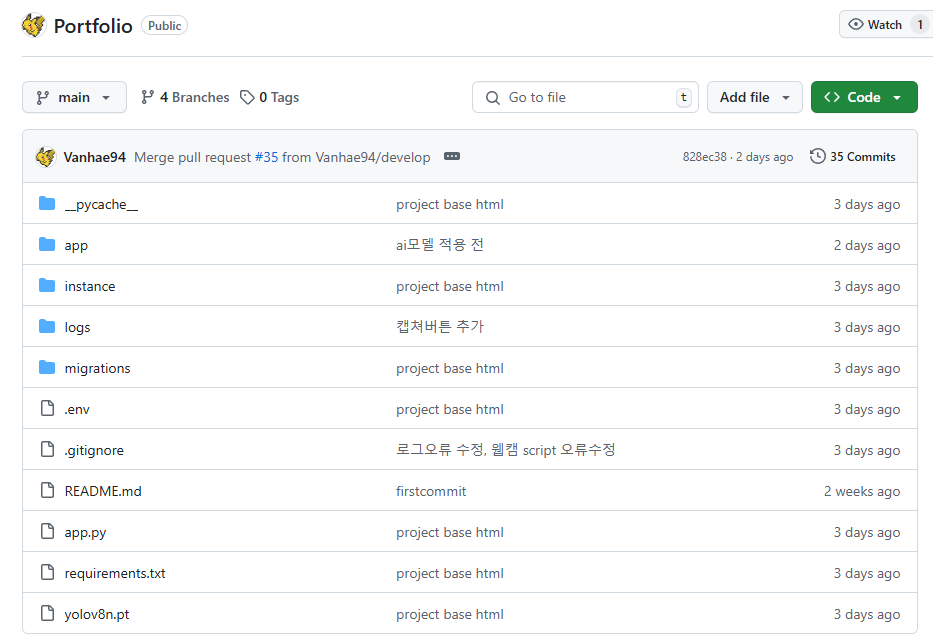 Portfolio Public Watch 1
main 4 Branches 0 Tags Go to file t Add file Code
Vanhae94 Merge pull request #35 from Vanhae94/develop 828ec38 · 2 days ago 35 Commits
__pycache__ project base html 3 days ago
app ai모델 적용 전 2 days ago
instance project base html 3 days ago
logs 캡쳐버튼 추가 3 days ago
migrations project base html 3 days ago
.env project base html 3 days ago
.gitignore 로그오류 수정, 웹캠 script 오류수정 3 days ago
README.md firstcommit 2 weeks ago
app.py project base html 3 days ago
requirements.txt project base html 3 days ago
yolov8n.pt project base html 3 days ago